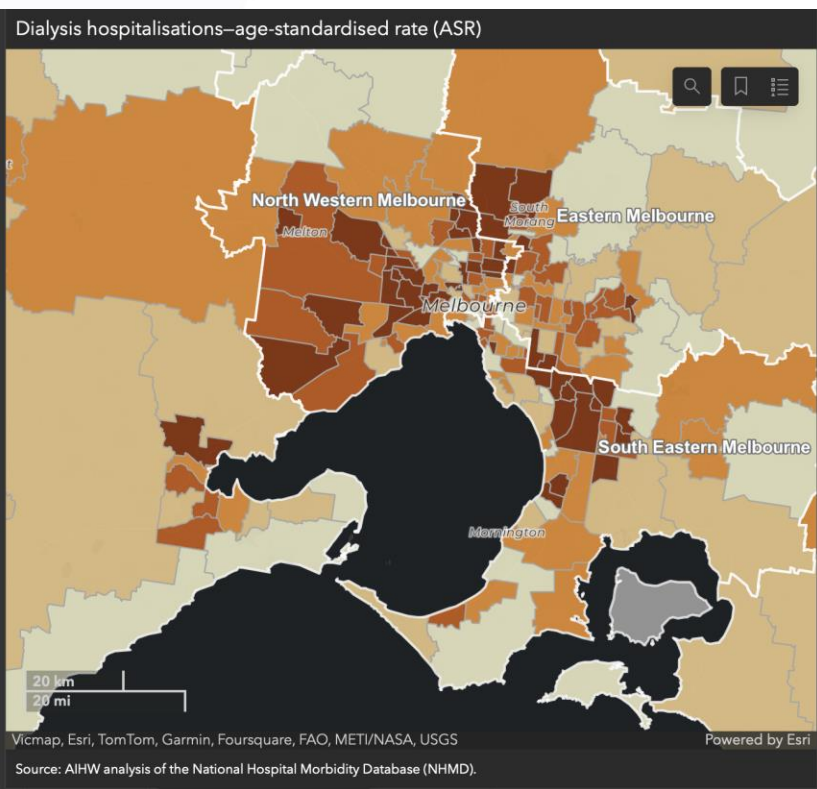 Dialysis hospitalisations—age-standardised rate (ASR)
North Western Melbourne
South
Morang
Eastern Melbourne
Melton
Melbourne
South Eastern Melbourne
Mornington
20 km
20 mi
Vicmap, Esri, TomTom, Garmin, Foursquare, FAO, METI/NASA, USGS
Powered by Esri
Source: AIHW analysis of the National Hospital Morbidity Database (NHMD).